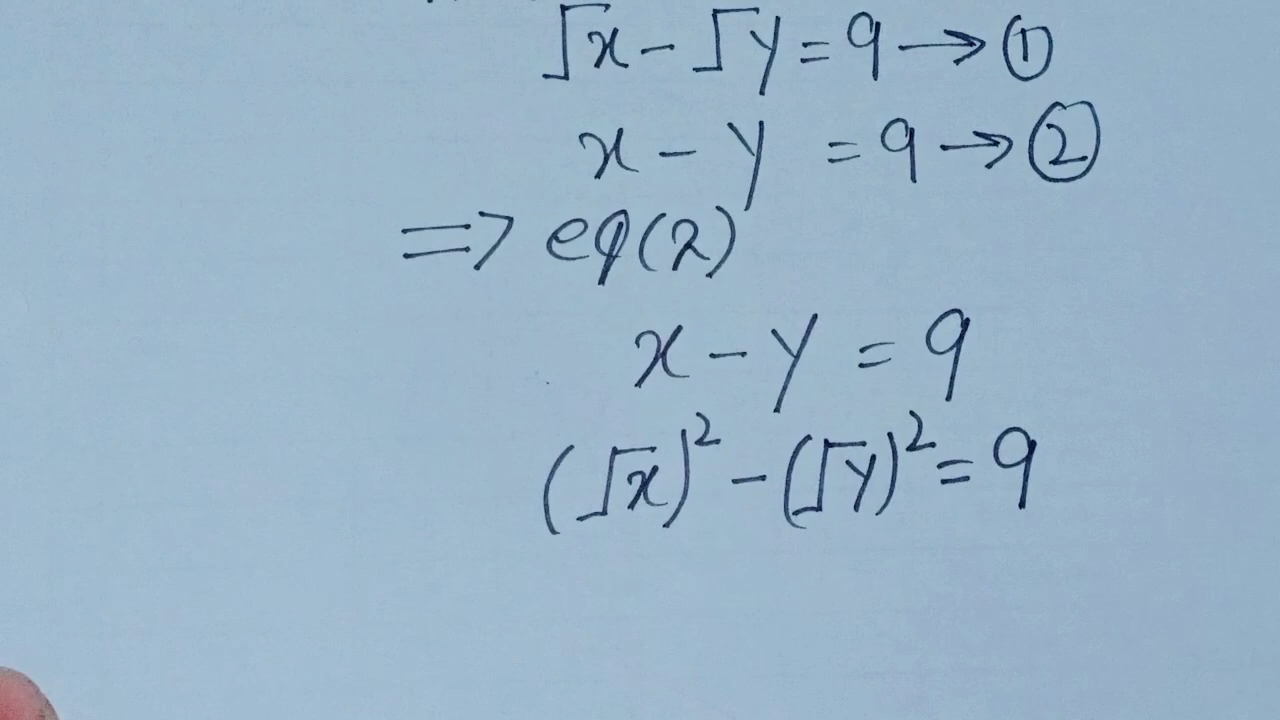 √x - √y = 9 → ①
x - y = 9 → ②
=> eq(2)
x - y = 9
(√x)² - (√y)² = 9